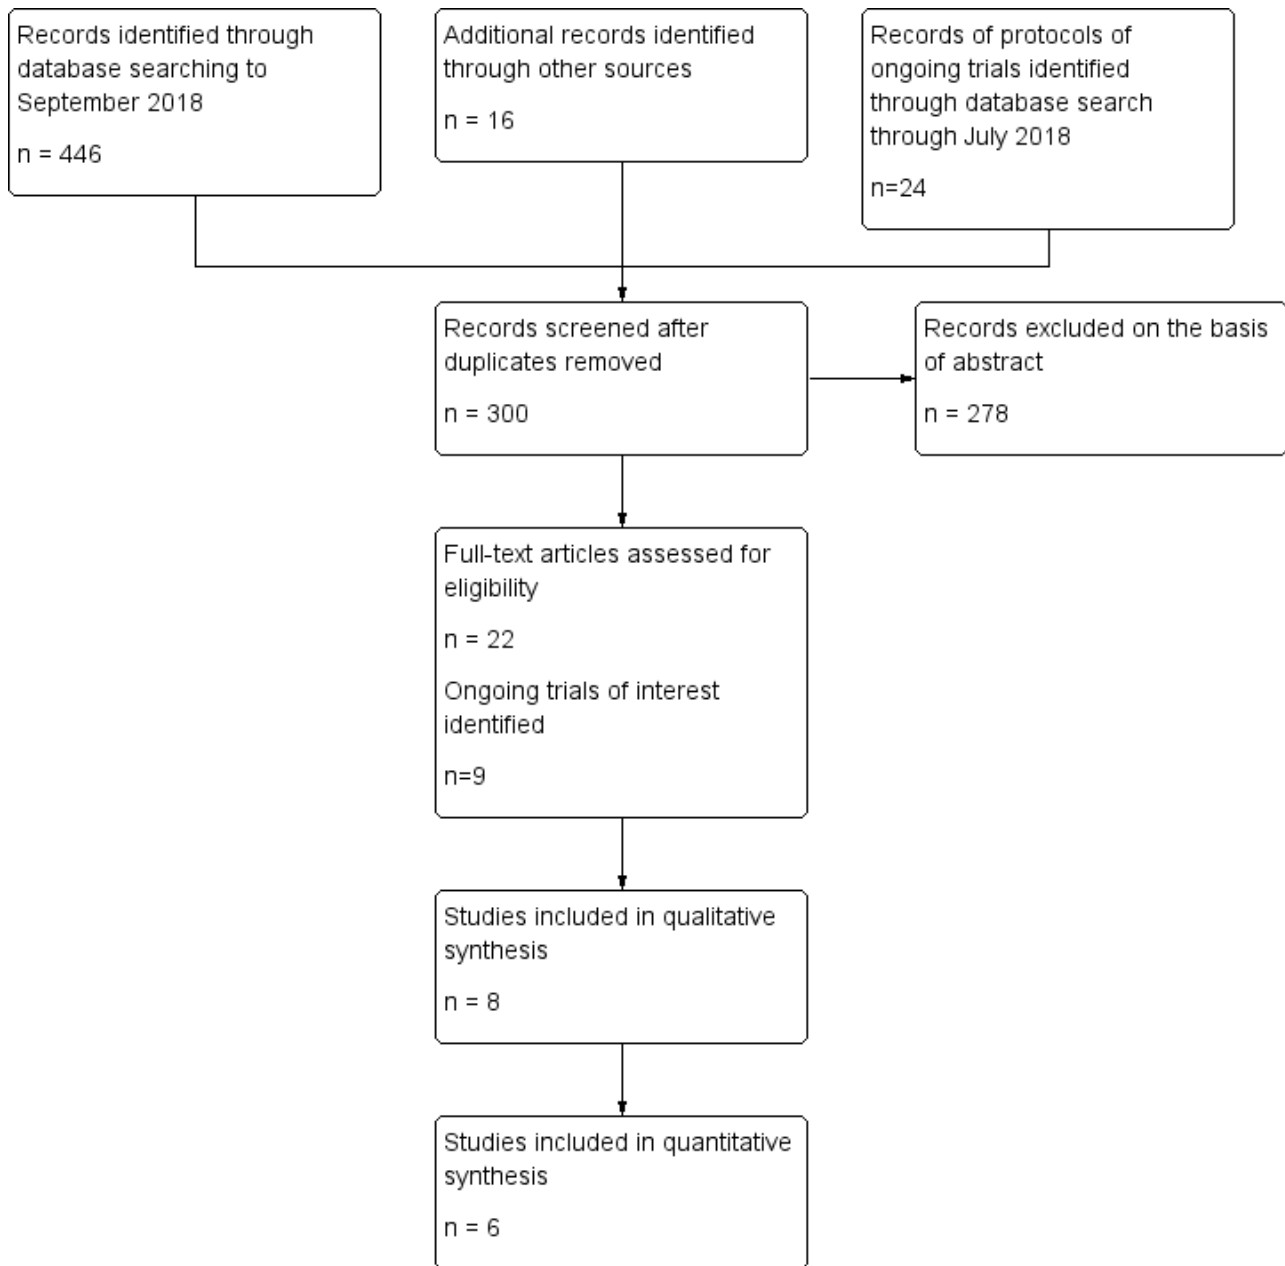 Records identified through
database searching to
September 2018
n = 446
Additional records identified
through other sources
n = 16
Records of protocols of
ongoing trials identified
through database search
through July 2018
n=24
Records screened after
duplicates removed
n = 300
Records excluded on the basis
of abstract
n = 278
Full-text articles assessed for
eligibility
n = 22
Ongoing trials of interest
identified
n=9
Studies included in qualitative
synthesis
n = 8
Studies included in quantitative
synthesis
n = 6